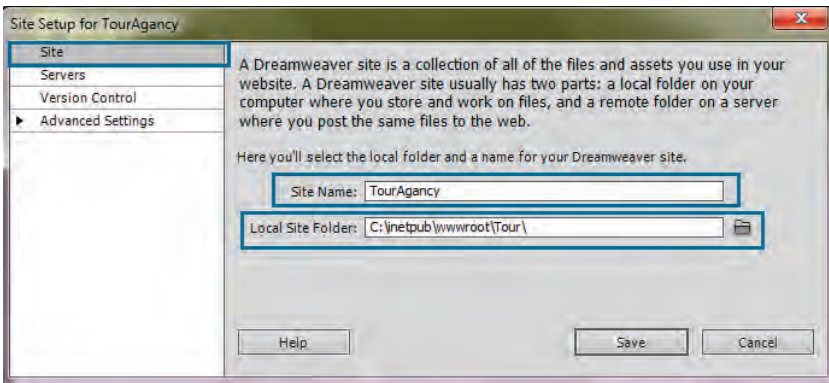 Site Setup for TourAgancy
Site
Servers
Version Control
Advanced Settings
A Dreamweaver site is a collection of all of the files and assets you use in your
website. A Dreamweaver site usually has two parts: a local folder on your
computer where you store and work on files, and a remote folder on a server
where you post the same files to the web.
Here you'll select the local folder and a name for your Dreamweaver site.
Site Name: TourAgancy
Local Site Folder: C:\inetpub\wwwroot\Tour\
Help Save Cancel